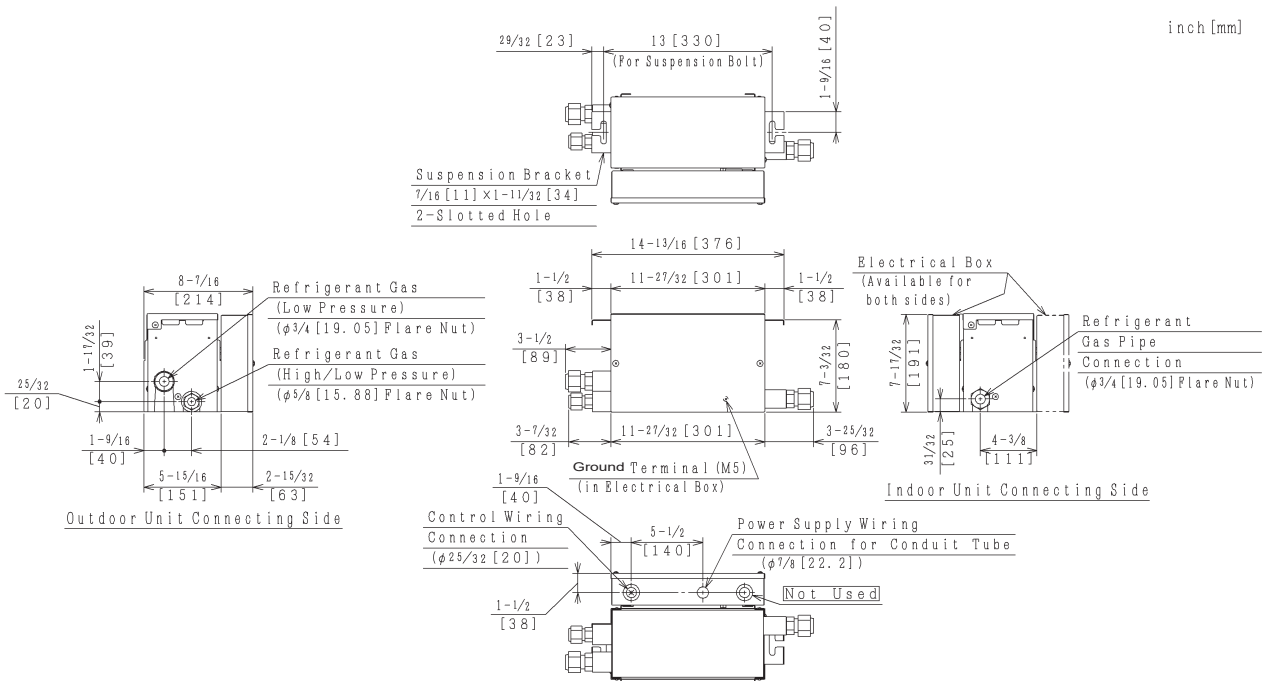 inch [mm]
29/32 [23]
13 [330]
(For Suspension Bolt)
1-9/16 [40]
Suspension Bracket
7/16 [11] ×1-11/32 [34]
2-Slotted Hole
14-13/16 [376]
1-1/2
[38]
11-27/32 [301]
1-1/2
[38]
3-1/2
[89]
7-3/32
[180]
3-7/32
[82]
11-27/32 [301]
3-25/32
[96]
Ground Terminal (M5)
(in Electrical Box)
8-7/16
[214]
Refrigerant Gas
(Low Pressure)
(φ3/4 [19.05] Flare Nut)
Refrigerant Gas
(High/Low Pressure)
(φ5/8 [15.88] Flare Nut)
1-17/32
[39]
25/32
[20]
1-9/16
[40]
2-1/8 [54]
5-15/16
[151]
2-15/32
[63]
Outdoor Unit Connecting Side
Electrical Box
(Available for
both sides)
Refrigerant
Gas Pipe
Connection
(φ3/4 [19.05] Flare Nut)
7-17/32
[191]
31/32
[25]
4-3/8
[111]
Indoor Unit Connecting Side
1-9/16
[40]
Control Wiring
Connection
(φ25/32 [20])
5-1/2
[140]
Power Supply Wiring
Connection for Conduit Tube
(φ7/8 [22.2])
Not Used
1-1/2
[38]